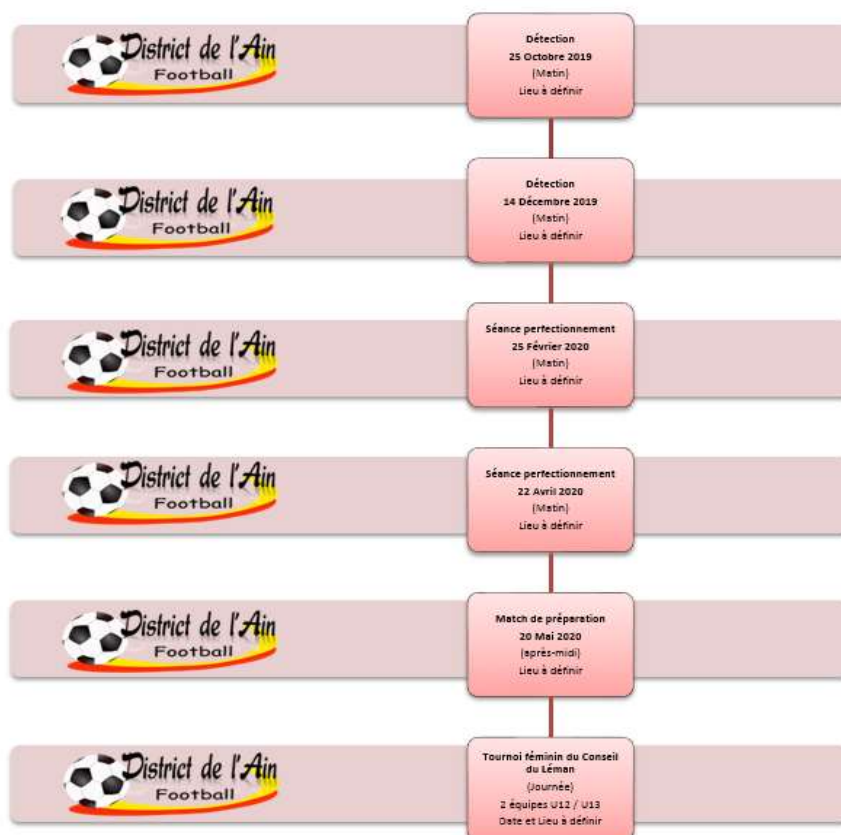 District de l'Ain
Football
Détection
25 Octobre 2019
(Matin)
Lieu à définir
District de l'Ain
Football
Détection
14 Décembre 2019
(Matin)
Lieu à définir
District de l'Ain
Football
Séance perfectionnement
25 Février 2020
(Matin)
Lieu à définir
District de l'Ain
Football
Séance perfectionnement
22 Avril 2020
(Matin)
Lieu à définir
District de l'Ain
Football
Match de préparation
20 Mai 2020
(après-midi)
Lieu à définir
District de l'Ain
Football
Tournoi féminin du Conseil
du Léman
(Journée)
2 équipes U12 / U13
Date et Lieu à définir